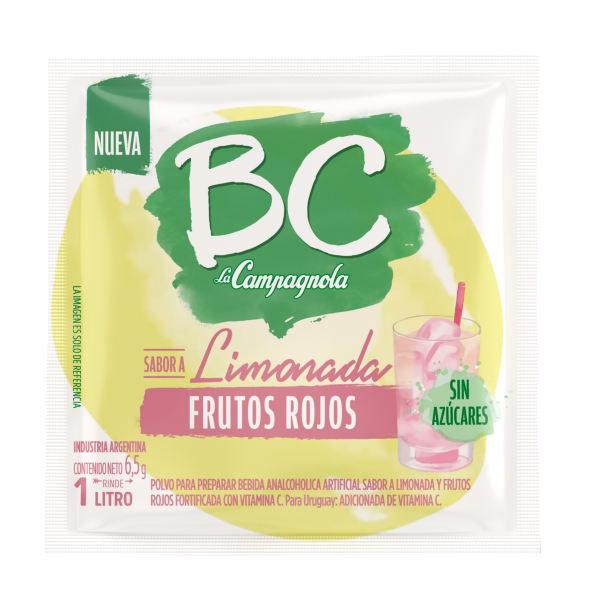 NUEVA
BC
La Campagnola
LA IMAGEN ES SOLO DE REFERENCIA
SABOR A Limonada
FRUTOS ROJOS
SIN
AZÚCARES
INDUSTRIA ARGENTINA
CONTENIDO NETO 6,5 g
RINDE
1 LITRO
POLVO PARA PREPARAR BEBIDA ANALCOHOLICA ARTIFICIAL SABOR A LIMONADA Y FRUTOS
ROJOS FORTIFICADA CON VITAMINA C. Para Uruguay: ADICIONADA DE VITAMINA C.